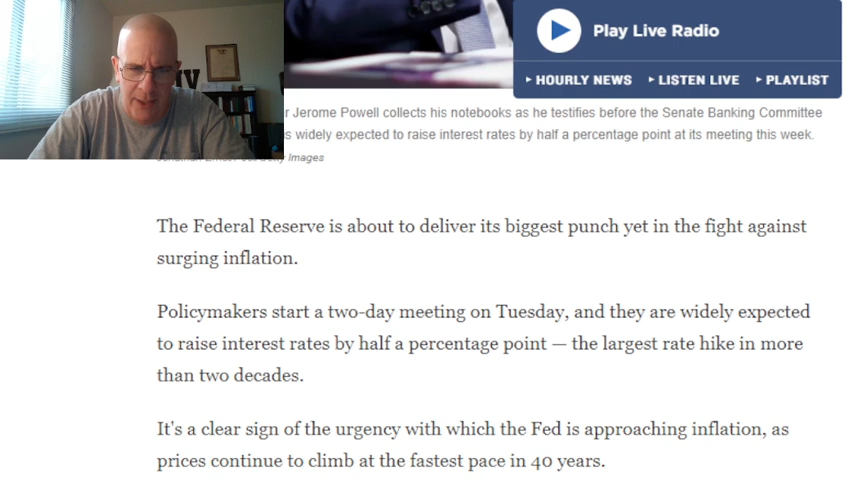 Play Live Radio
HOURLY NEWS LISTEN LIVE PLAYLIST
Jerome Powell collects his notebooks as he testifies before the Senate Banking Committee
is widely expected to raise interest rates by half a percentage point at its meeting this week.
Images
The Federal Reserve is about to deliver its biggest punch yet in the fight against
surging inflation.
Policymakers start a two-day meeting on Tuesday, and they are widely expected
to raise interest rates by half a percentage point — the largest rate hike in more
than two decades.
It's a clear sign of the urgency with which the Fed is approaching inflation, as
prices continue to climb at the fastest pace in 40 years.